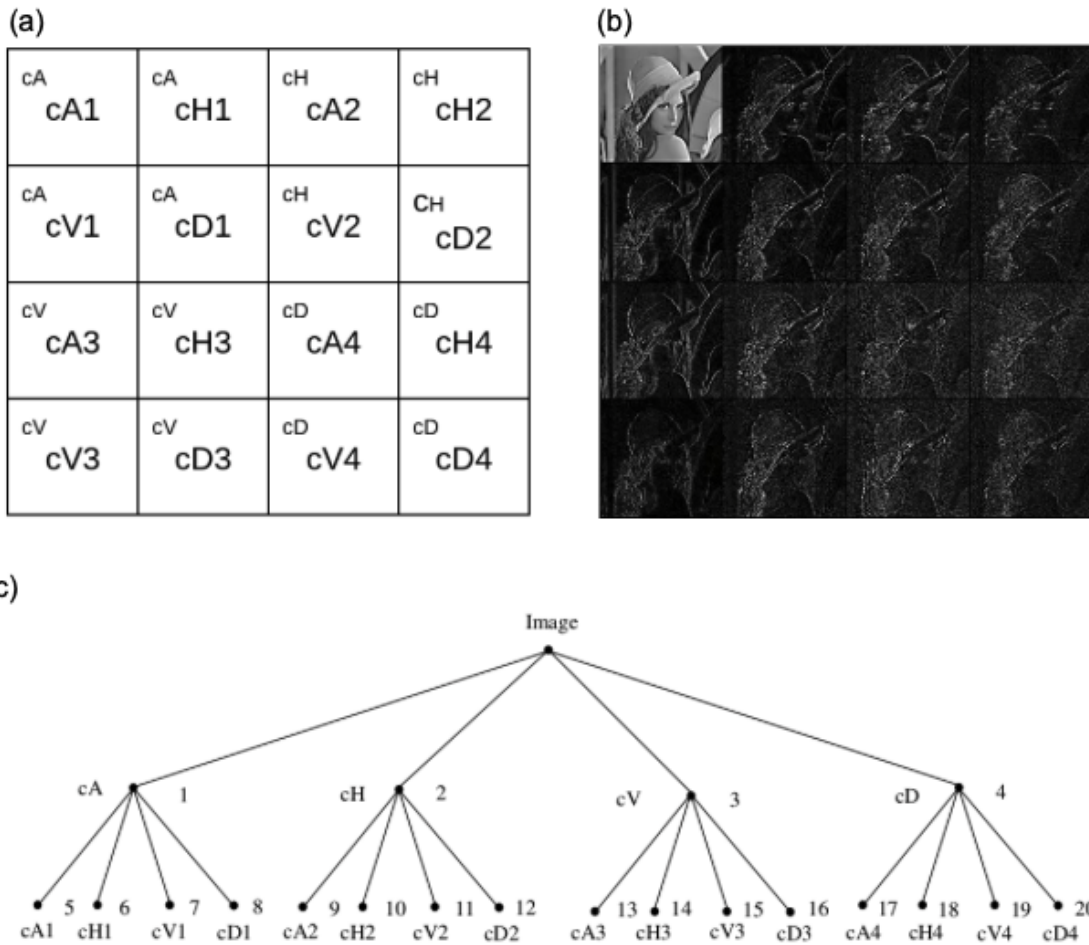 (a)
cA cA cH cH
cA1 cH1 cA2 cH2
cA cA cH CH
cV1 cD1 cV2 cD2
cV cV cD cD
cA3 cH3 cA4 cH4
cV cV cD cD
cV3 cD3 cV4 cD4
(b)
c)
Image
cA 1 cH 2 cV 3 cD 4
5 6 7 8 9 10 11 12 13 14 15 16 17 18 19 20
cA1 cH1 cV1 cD1 cA2 cH2 cV2 cD2 cA3 cH3 cV3 cD3 cA4 cH4 cV4 cD4